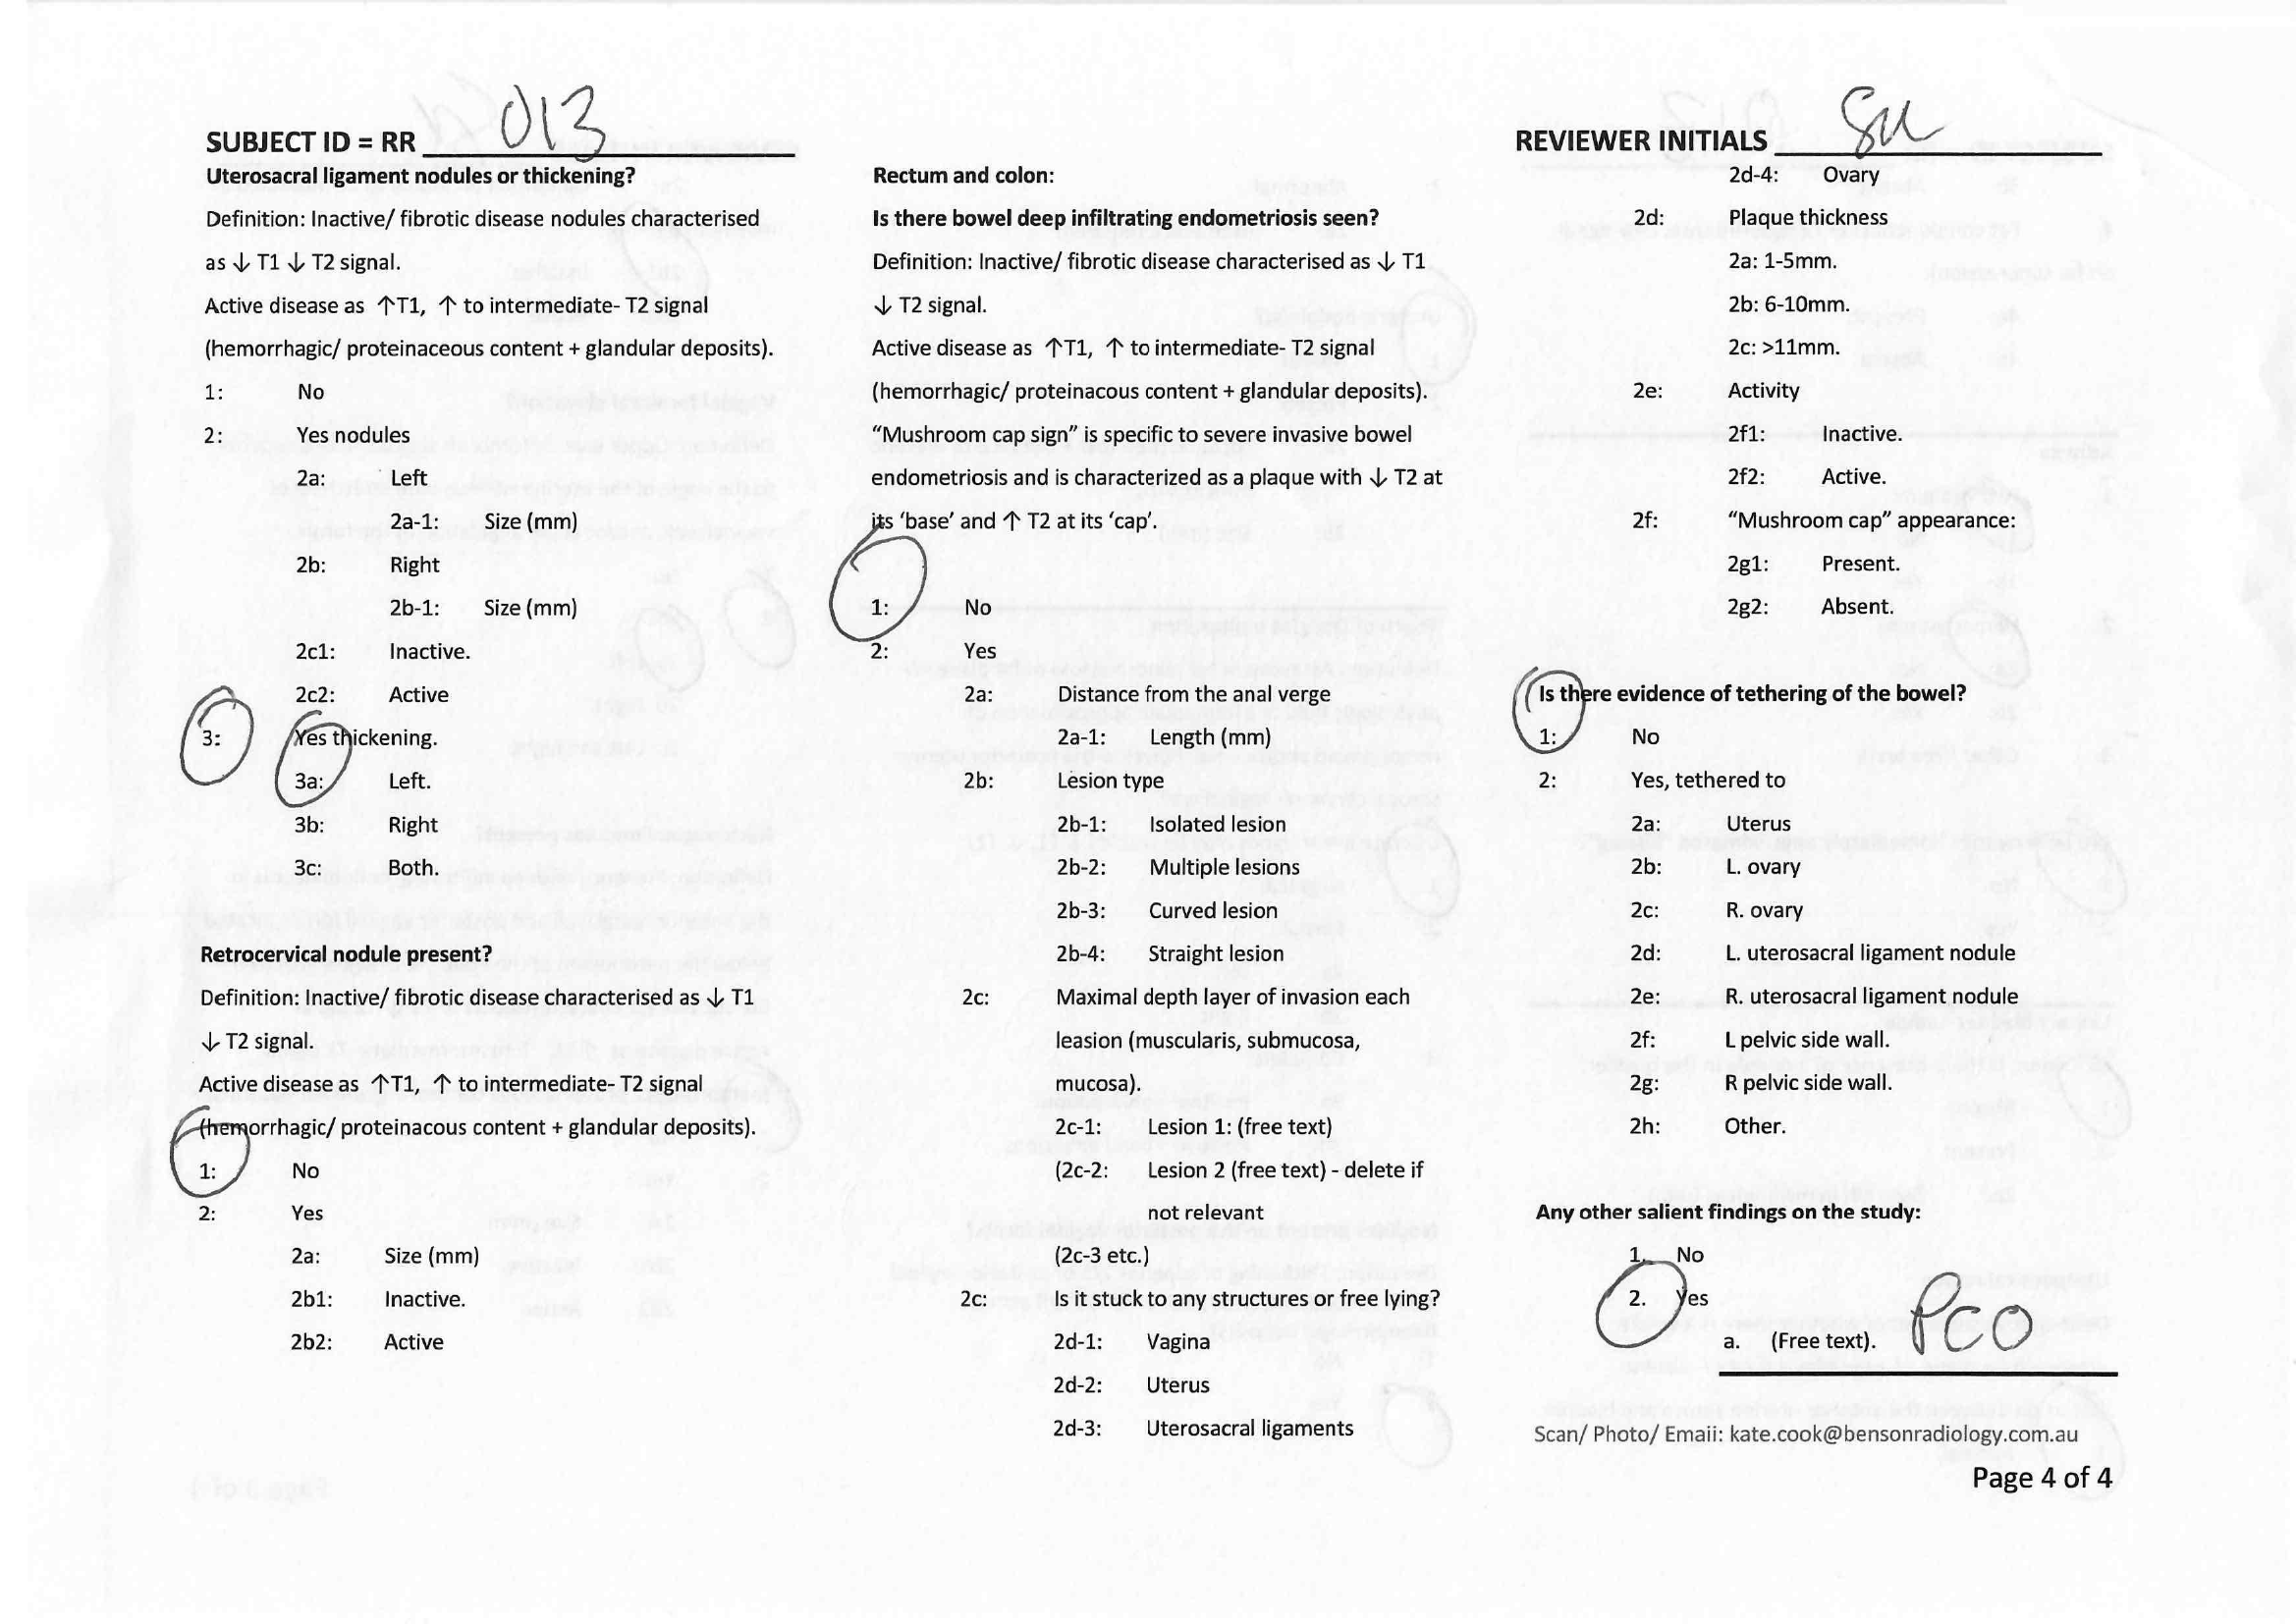 SUBJECT ID = RR 013
Uterosacral ligament nodules or thickening?
Definition: Inactive/ fibrotic disease nodules characterised
as ↓ T1 ↓ T2 signal.
Active disease as ↑T1, ↑ to intermediate- T2 signal
(hemorrhagic/ proteinaceous content + glandular deposits).
1: No
2: Yes nodules
2a: Left
2a-1: Size (mm)
2b: Right
2b-1: Size (mm)
2c1: Inactive.
2c2: Active
3: Yes thickening.
3a: Left.
3b: Right
3c: Both.
Retrocervical nodule present?
Definition: Inactive/ fibrotic disease characterised as ↓ T1
↓ T2 signal.
Active disease as ↑T1, ↑ to intermediate- T2 signal
(hemorrhagic/ proteinacous content + glandular deposits).
1: No
2: Yes
2a: Size (mm)
2b1: Inactive.
2b2: Active
Rectum and colon:
Is there bowel deep infiltrating endometriosis seen?
Definition: Inactive/ fibrotic disease characterised as ↓ T1
↓ T2 signal.
Active disease as ↑T1, ↑ to intermediate- T2 signal
(hemorrhagic/ proteinacous content + glandular deposits).
“Mushroom cap sign” is specific to severe invasive bowel
endometriosis and is characterized as a plaque with ↓ T2 at
its ‘base’ and ↑ T2 at its ‘cap’.
1: No
2: Yes
2a: Distance from the anal verge
2a-1: Length (mm)
2b: Lesion type
2b-1: Isolated lesion
2b-2: Multiple lesions
2b-3: Curved lesion
2b-4: Straight lesion
2c: Maximal depth layer of invasion each
leasion (muscularis, submucosa,
mucosa).
2c-1: Lesion 1: (free text)
(2c-2: Lesion 2 (free text) - delete if
not relevant
(2c-3 etc.)
2c: Is it stuck to any structures or free lying?
2d-1: Vagina
2d-2: Uterus
2d-3: Uterosacral ligaments
REVIEWER INITIALS SU
2d-4: Ovary
2d: Plaque thickness
2a: 1-5mm.
2b: 6-10mm.
2c: >11mm.
2e: Activity
2f1: Inactive.
2f2: Active.
2f: “Mushroom cap” appearance:
2g1: Present.
2g2: Absent.
Is there evidence of tethering of the bowel?
1: No
2: Yes, tethered to
2a: Uterus
2b: L. ovary
2c: R. ovary
2d: L. uterosacral ligament nodule
2e: R. uterosacral ligament nodule
2f: L pelvic side wall.
2g: R pelvic side wall.
2h: Other.
Any other salient findings on the study:
1. No
2. Yes
a. (Free text). PCO
Scan/ Photo/ Email: kate.cook@bensonradiology.com.au
Page 4 of 4